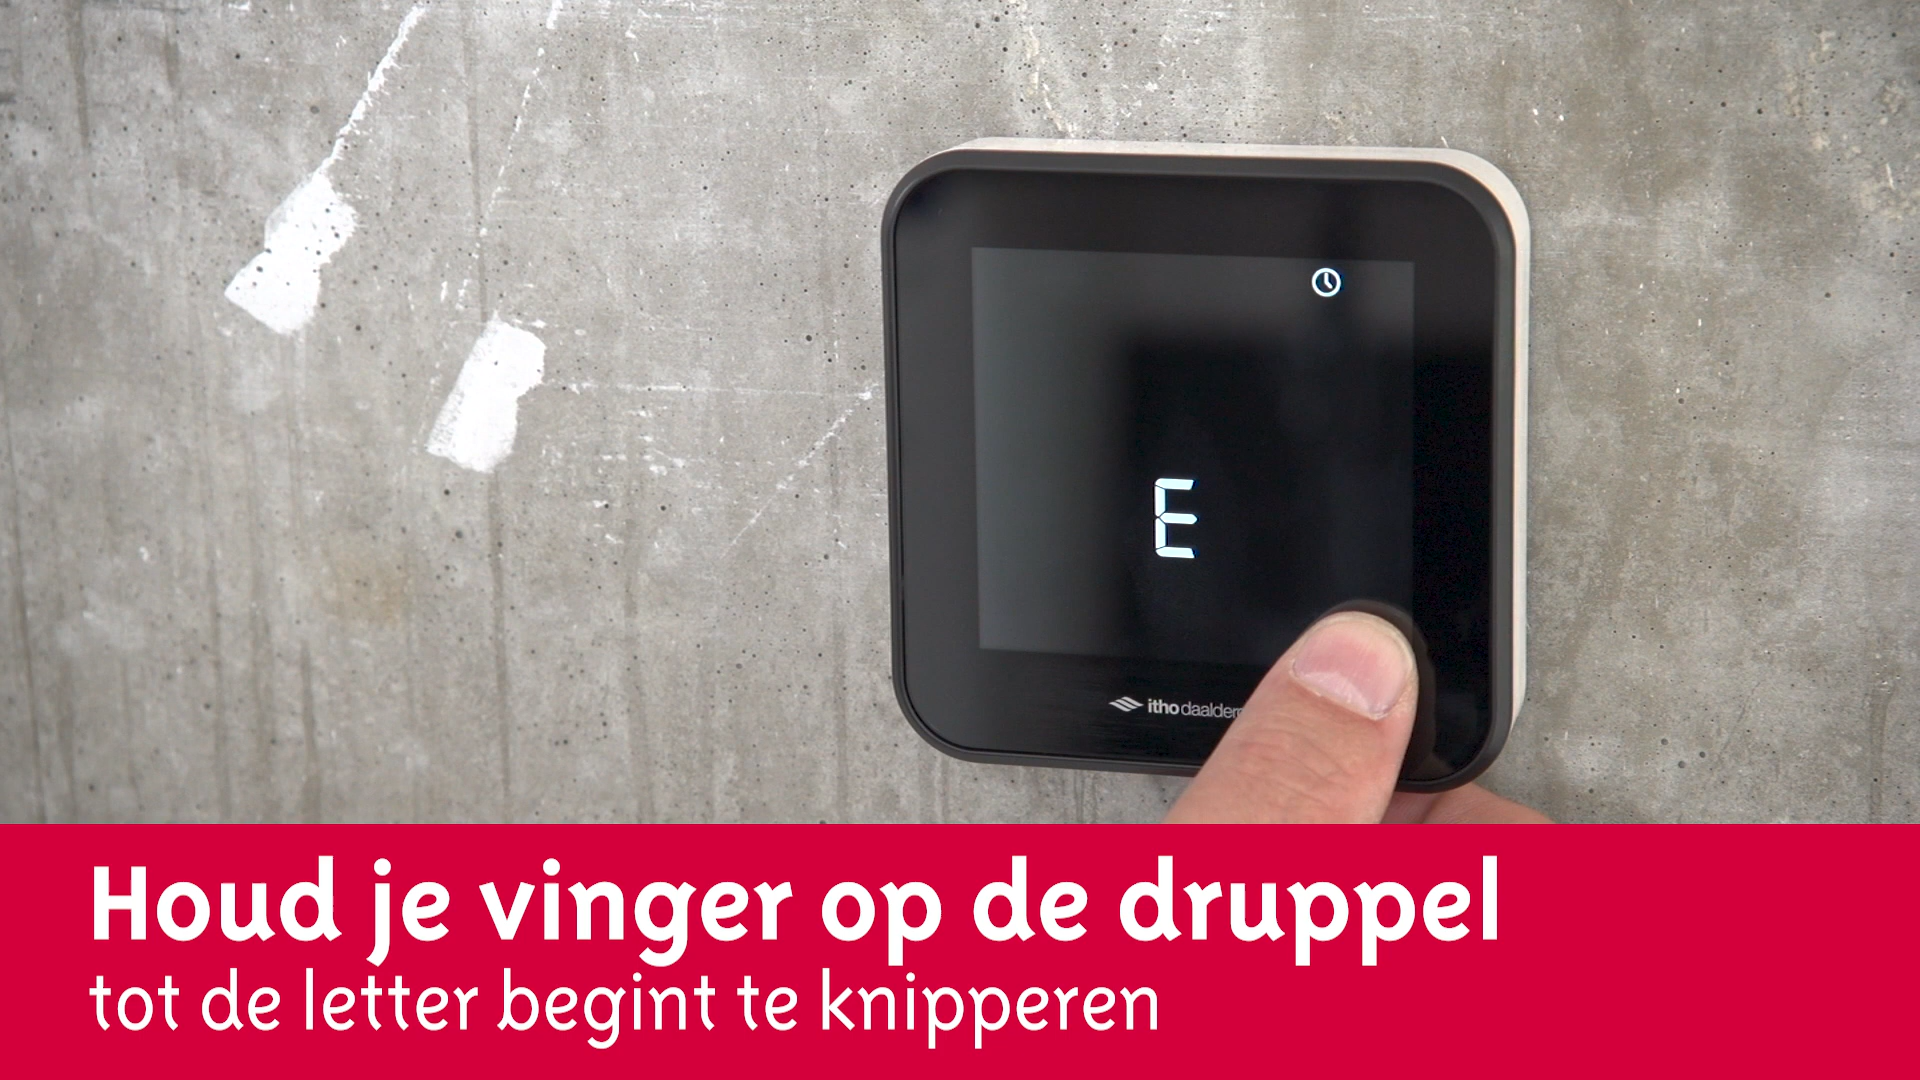 E
itho daalder
Houd je vinger op de druppel
tot de letter begint te knipperen